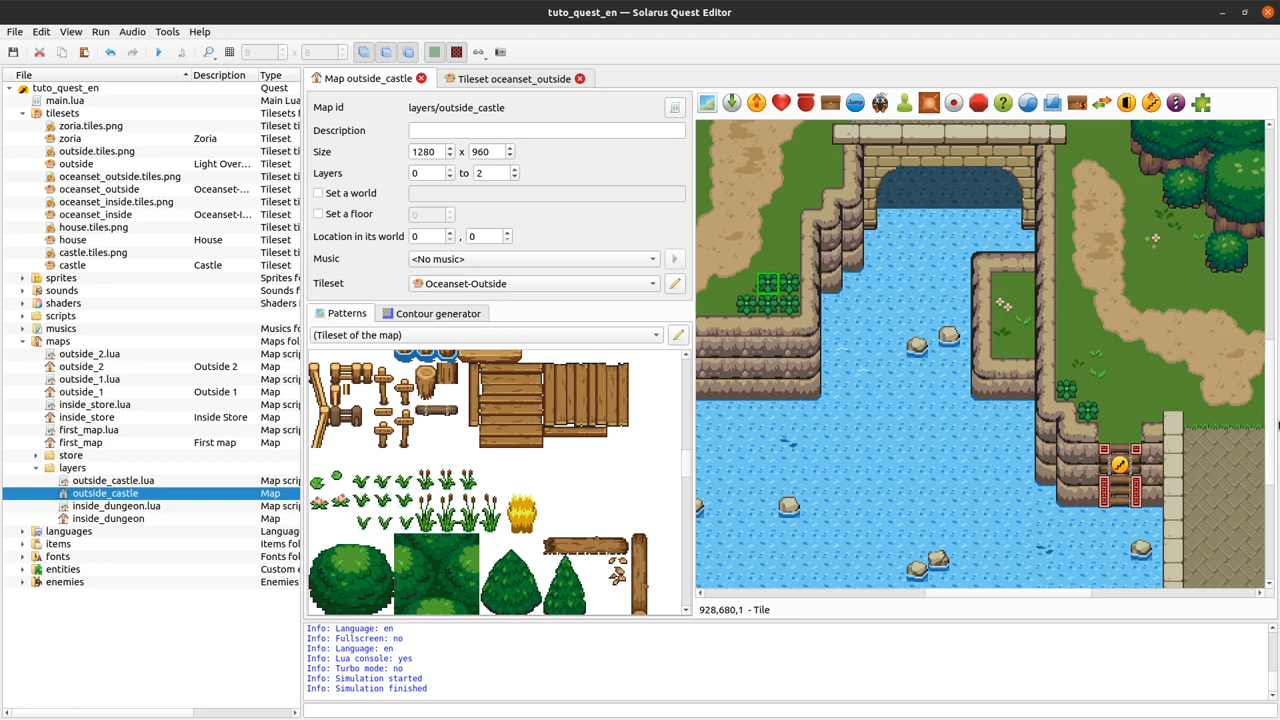 tuto_quest_en — Solarus Quest Editor
File Edit View Run Audio Tools Help
8 x 8
File Description Type
tuto_quest_en Quest
main.lua Main Lua
tilesets Tilesets f
zoria.tiles.png Tileset ti
zoria Zoria Tileset
outside.tiles.png Tileset ti
outside Light Over... Tileset
oceanset_outside.tiles.png Tileset ti
oceanset_outside Oceanset-... Tileset
oceanset_inside.tiles.png Tileset ti
oceanset_inside Oceanset-I... Tileset
house.tiles.png Tileset ti
house House Tileset
castle.tiles.png Tileset ti
castle Castle Tileset
sprites Sprites fo
sounds Sounds f
shaders Shaders
scripts Folder
musics Musics fo
maps Maps fol
outside_2.lua Map scri
outside_2 Outside 2 Map
outside_1.lua Map scri
outside_1 Outside 1 Map
inside_store.lua Map scri
inside_store Inside Store Map
first_map.lua Map scri
first_map First map Map
store Folder
layers Folder
outside_castle.lua Map scri
outside_castle Map
inside_dungeon.lua Map scri
inside_dungeon Map
languages Languag
items Items fol
fonts Fonts fol
entities Custom e
enemies Enemies
Map outside_castle
Tileset oceanset_outside
Map id layers/outside_castle
Description
Size 1280 x 960
Layers 0 to 2
Set a world
Set a floor 0
Location in its world 0 , 0
Music <No music>
Tileset Oceanset-Outside
Patterns Contour generator
(Tileset of the map)
Jump
928,680,1 - Tile
Info: Language: en
Info: Fullscreen: no
Info: Language: en
Info: Lua console: yes
Info: Turbo mode: no
Info: Simulation started
Info: Simulation finished